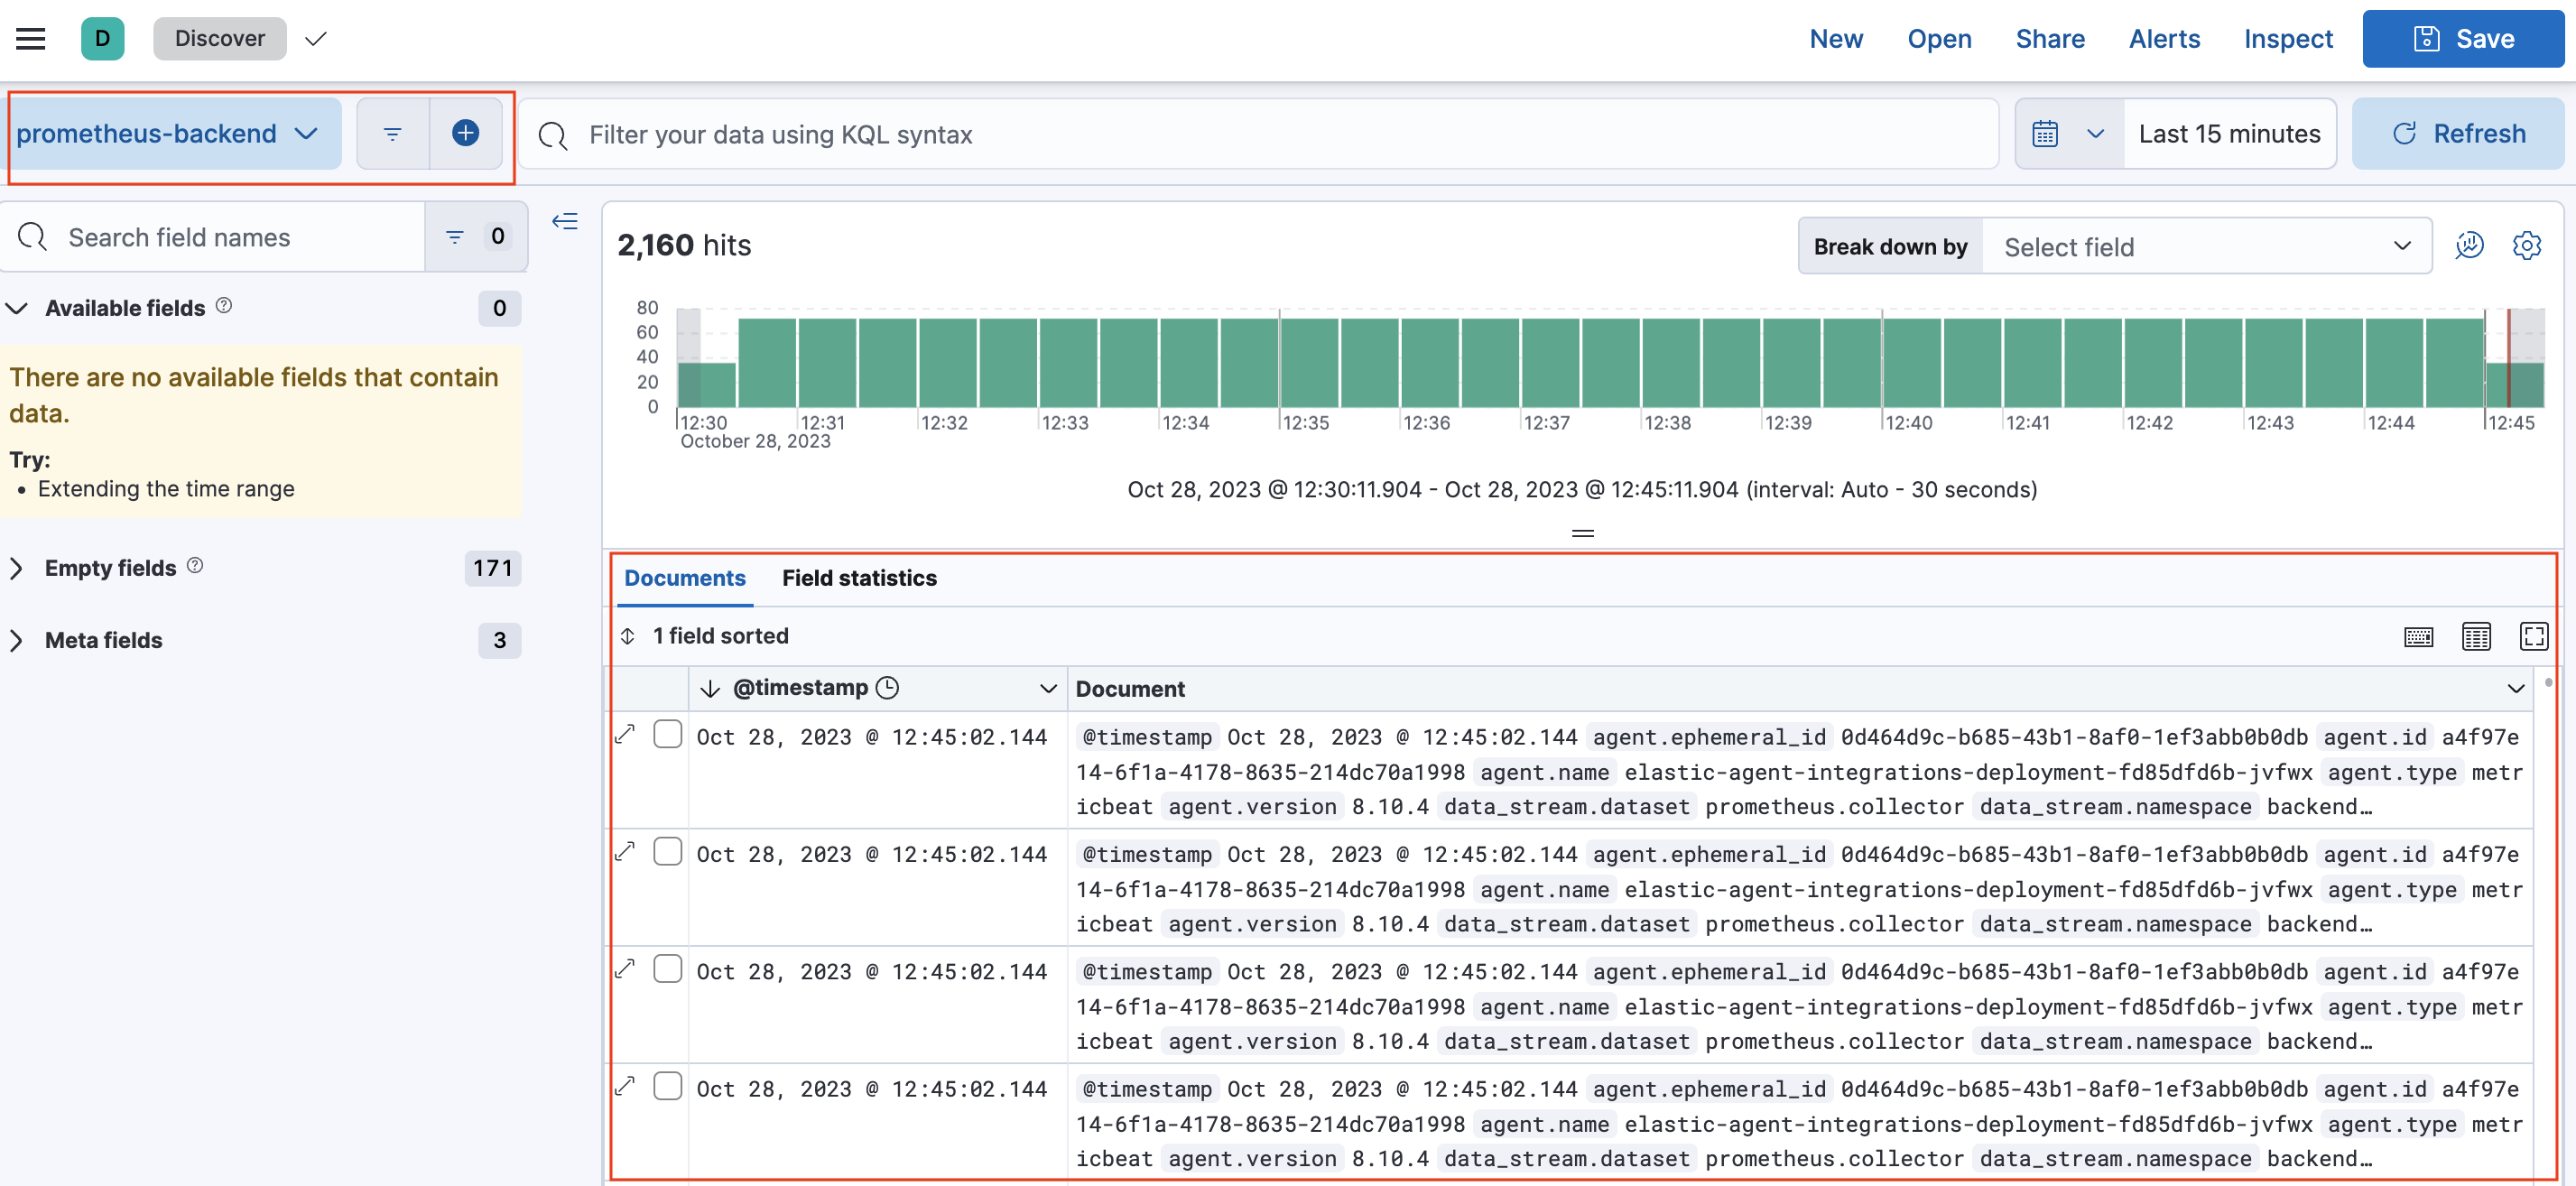 D Discover New Open Share Alerts Inspect Save
prometheus-backend Filter your data using KQL syntax Last 15 minutes Refresh
Search field names 0
Available fields 0
There are no available fields that contain
data.
Try:
• Extending the time range
Empty fields 171
Meta fields 3
2,160 hits Break down by Select field
80
60
40
20
0
12:30 12:31 12:32 12:33 12:34 12:35 12:36 12:37 12:38 12:39 12:40 12:41 12:42 12:43 12:44 12:45
October 28, 2023
Oct 28, 2023 @ 12:30:11.904 - Oct 28, 2023 @ 12:45:11.904 (interval: Auto - 30 seconds)
Documents Field statistics
1 field sorted
@timestamp Document
Oct 28, 2023 @ 12:45:02.144 @timestamp Oct 28, 2023 @ 12:45:02.144 agent.ephemeral_id 0d464d9c-b685-43b1-8af0-1ef3abb0b0db agent.id a4f97e
14-6f1a-4178-8635-214dc70a1998 agent.name elastic-agent-integrations-deployment-fd85dfd6b-jvfwx agent.type metr
icbeat agent.version 8.10.4 data_stream.dataset prometheus.collector data_stream.namespace backend…
Oct 28, 2023 @ 12:45:02.144 @timestamp Oct 28, 2023 @ 12:45:02.144 agent.ephemeral_id 0d464d9c-b685-43b1-8af0-1ef3abb0b0db agent.id a4f97e
14-6f1a-4178-8635-214dc70a1998 agent.name elastic-agent-integrations-deployment-fd85dfd6b-jvfwx agent.type metr
icbeat agent.version 8.10.4 data_stream.dataset prometheus.collector data_stream.namespace backend…
Oct 28, 2023 @ 12:45:02.144 @timestamp Oct 28, 2023 @ 12:45:02.144 agent.ephemeral_id 0d464d9c-b685-43b1-8af0-1ef3abb0b0db agent.id a4f97e
14-6f1a-4178-8635-214dc70a1998 agent.name elastic-agent-integrations-deployment-fd85dfd6b-jvfwx agent.type metr
icbeat agent.version 8.10.4 data_stream.dataset prometheus.collector data_stream.namespace backend…
Oct 28, 2023 @ 12:45:02.144 @timestamp Oct 28, 2023 @ 12:45:02.144 agent.ephemeral_id 0d464d9c-b685-43b1-8af0-1ef3abb0b0db agent.id a4f97e
14-6f1a-4178-8635-214dc70a1998 agent.name elastic-agent-integrations-deployment-fd85dfd6b-jvfwx agent.type metr
icbeat agent.version 8.10.4 data_stream.dataset prometheus.collector data_stream.namespace backend…